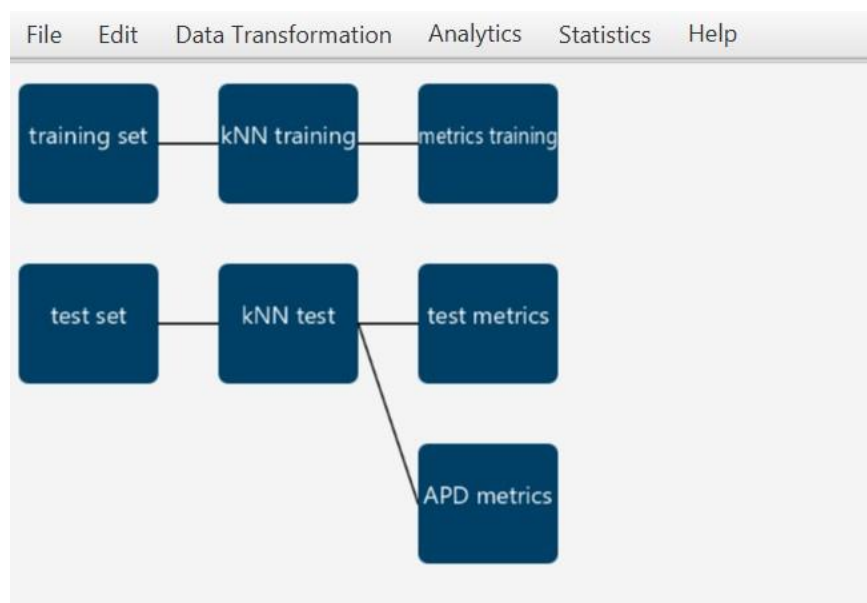 File Edit Data Transformation Analytics Statistics Help
training set kNN training metrics training
test set kNN test test metrics
APD metrics